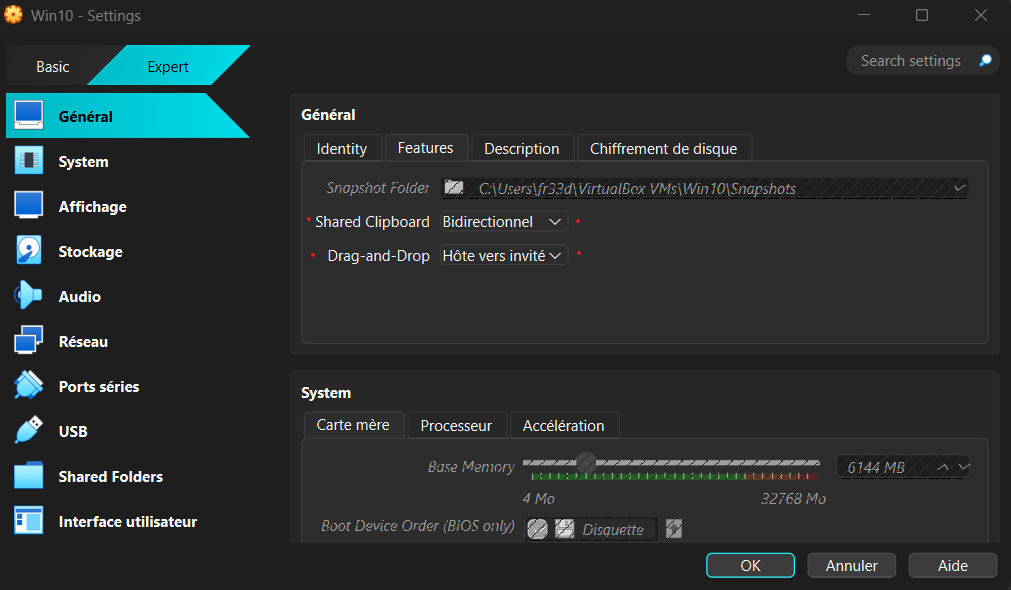 Win10 - Settings
Basic
Expert
Search settings
Général
System
Affichage
Stockage
Audio
Réseau
Ports séries
USB
Shared Folders
Interface utilisateur
Général
Identity
Features
Description
Chiffrement de disque
Snapshot Folder
C:\Users\fr33d\VirtualBox VMs\Win10\Snapshots
* Shared Clipboard
Bidirectionnel
*
* Drag-and-Drop
Hôte vers invité
*
System
Carte mère
Processeur
Accélération
Base Memory
6144 MB
4 Mo
32768 Mo
Boot Device Order (BIOS only)
Disquette
OK
Annuler
Aide